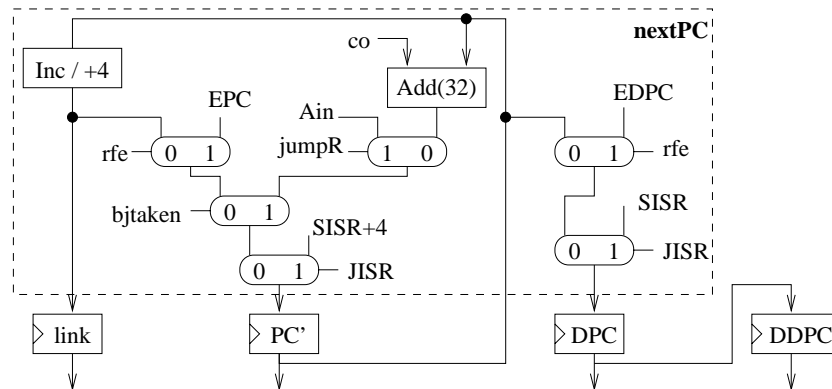 nextPC
co
Inc / +4
Add(32)
EPC
EDPC
Ain
rfe
0 1
jumpR
1 0
0 1
rfe
bjtaken
0 1
SISR
SISR+4
0 1
JISR
0 1
JISR
link
PC'
DPC
DDPC